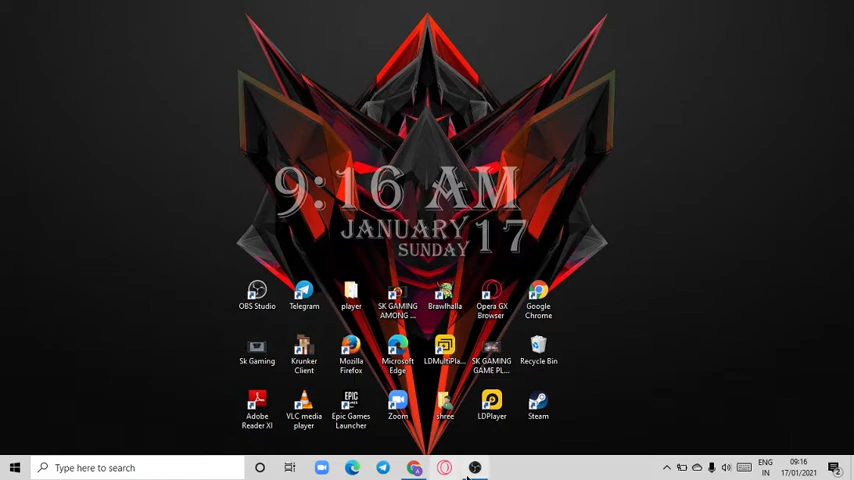 9:16 AM
JANUARY 17
SUNDAY
OBS Studio
Telegram
player
SK GAMING AMONG ...
Brawlhalla
Opera GX Browser
Google Chrome
Sk Gaming
Krunker Client
Mozilla Firefox
Microsoft Edge
LDMultiPla...
SK GAMING GAME PL...
Recycle Bin
Adobe Reader XI
VLC media player
Epic Games Launcher
Zoom
shree
LDPlayer
Steam
EPIC GAMES
Type here to search
ENG
IN
09:16
17/01/2021
2